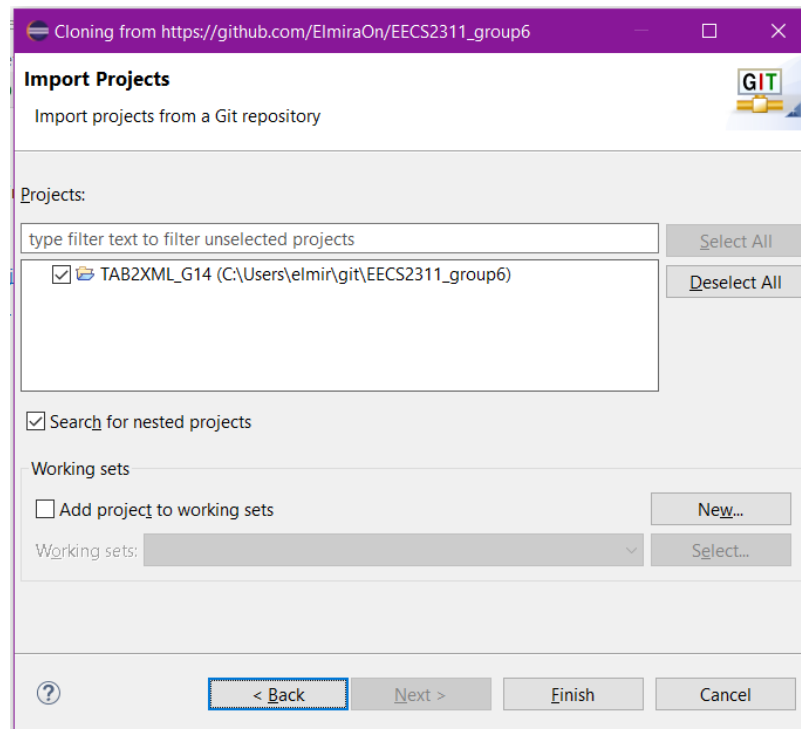 Cloning from https://github.com/ElmiraOn/EECS2311_group6
Import Projects
Import projects from a Git repository
GIT
Projects:
type filter text to filter unselected projects
Select All
TAB2XML_G14 (C:\Users\elmir\git\EECS2311_group6)
Deselect All
Search for nested projects
Working sets
Add project to working sets
New...
Working sets:
Select...
? < Back Next > Finish Cancel